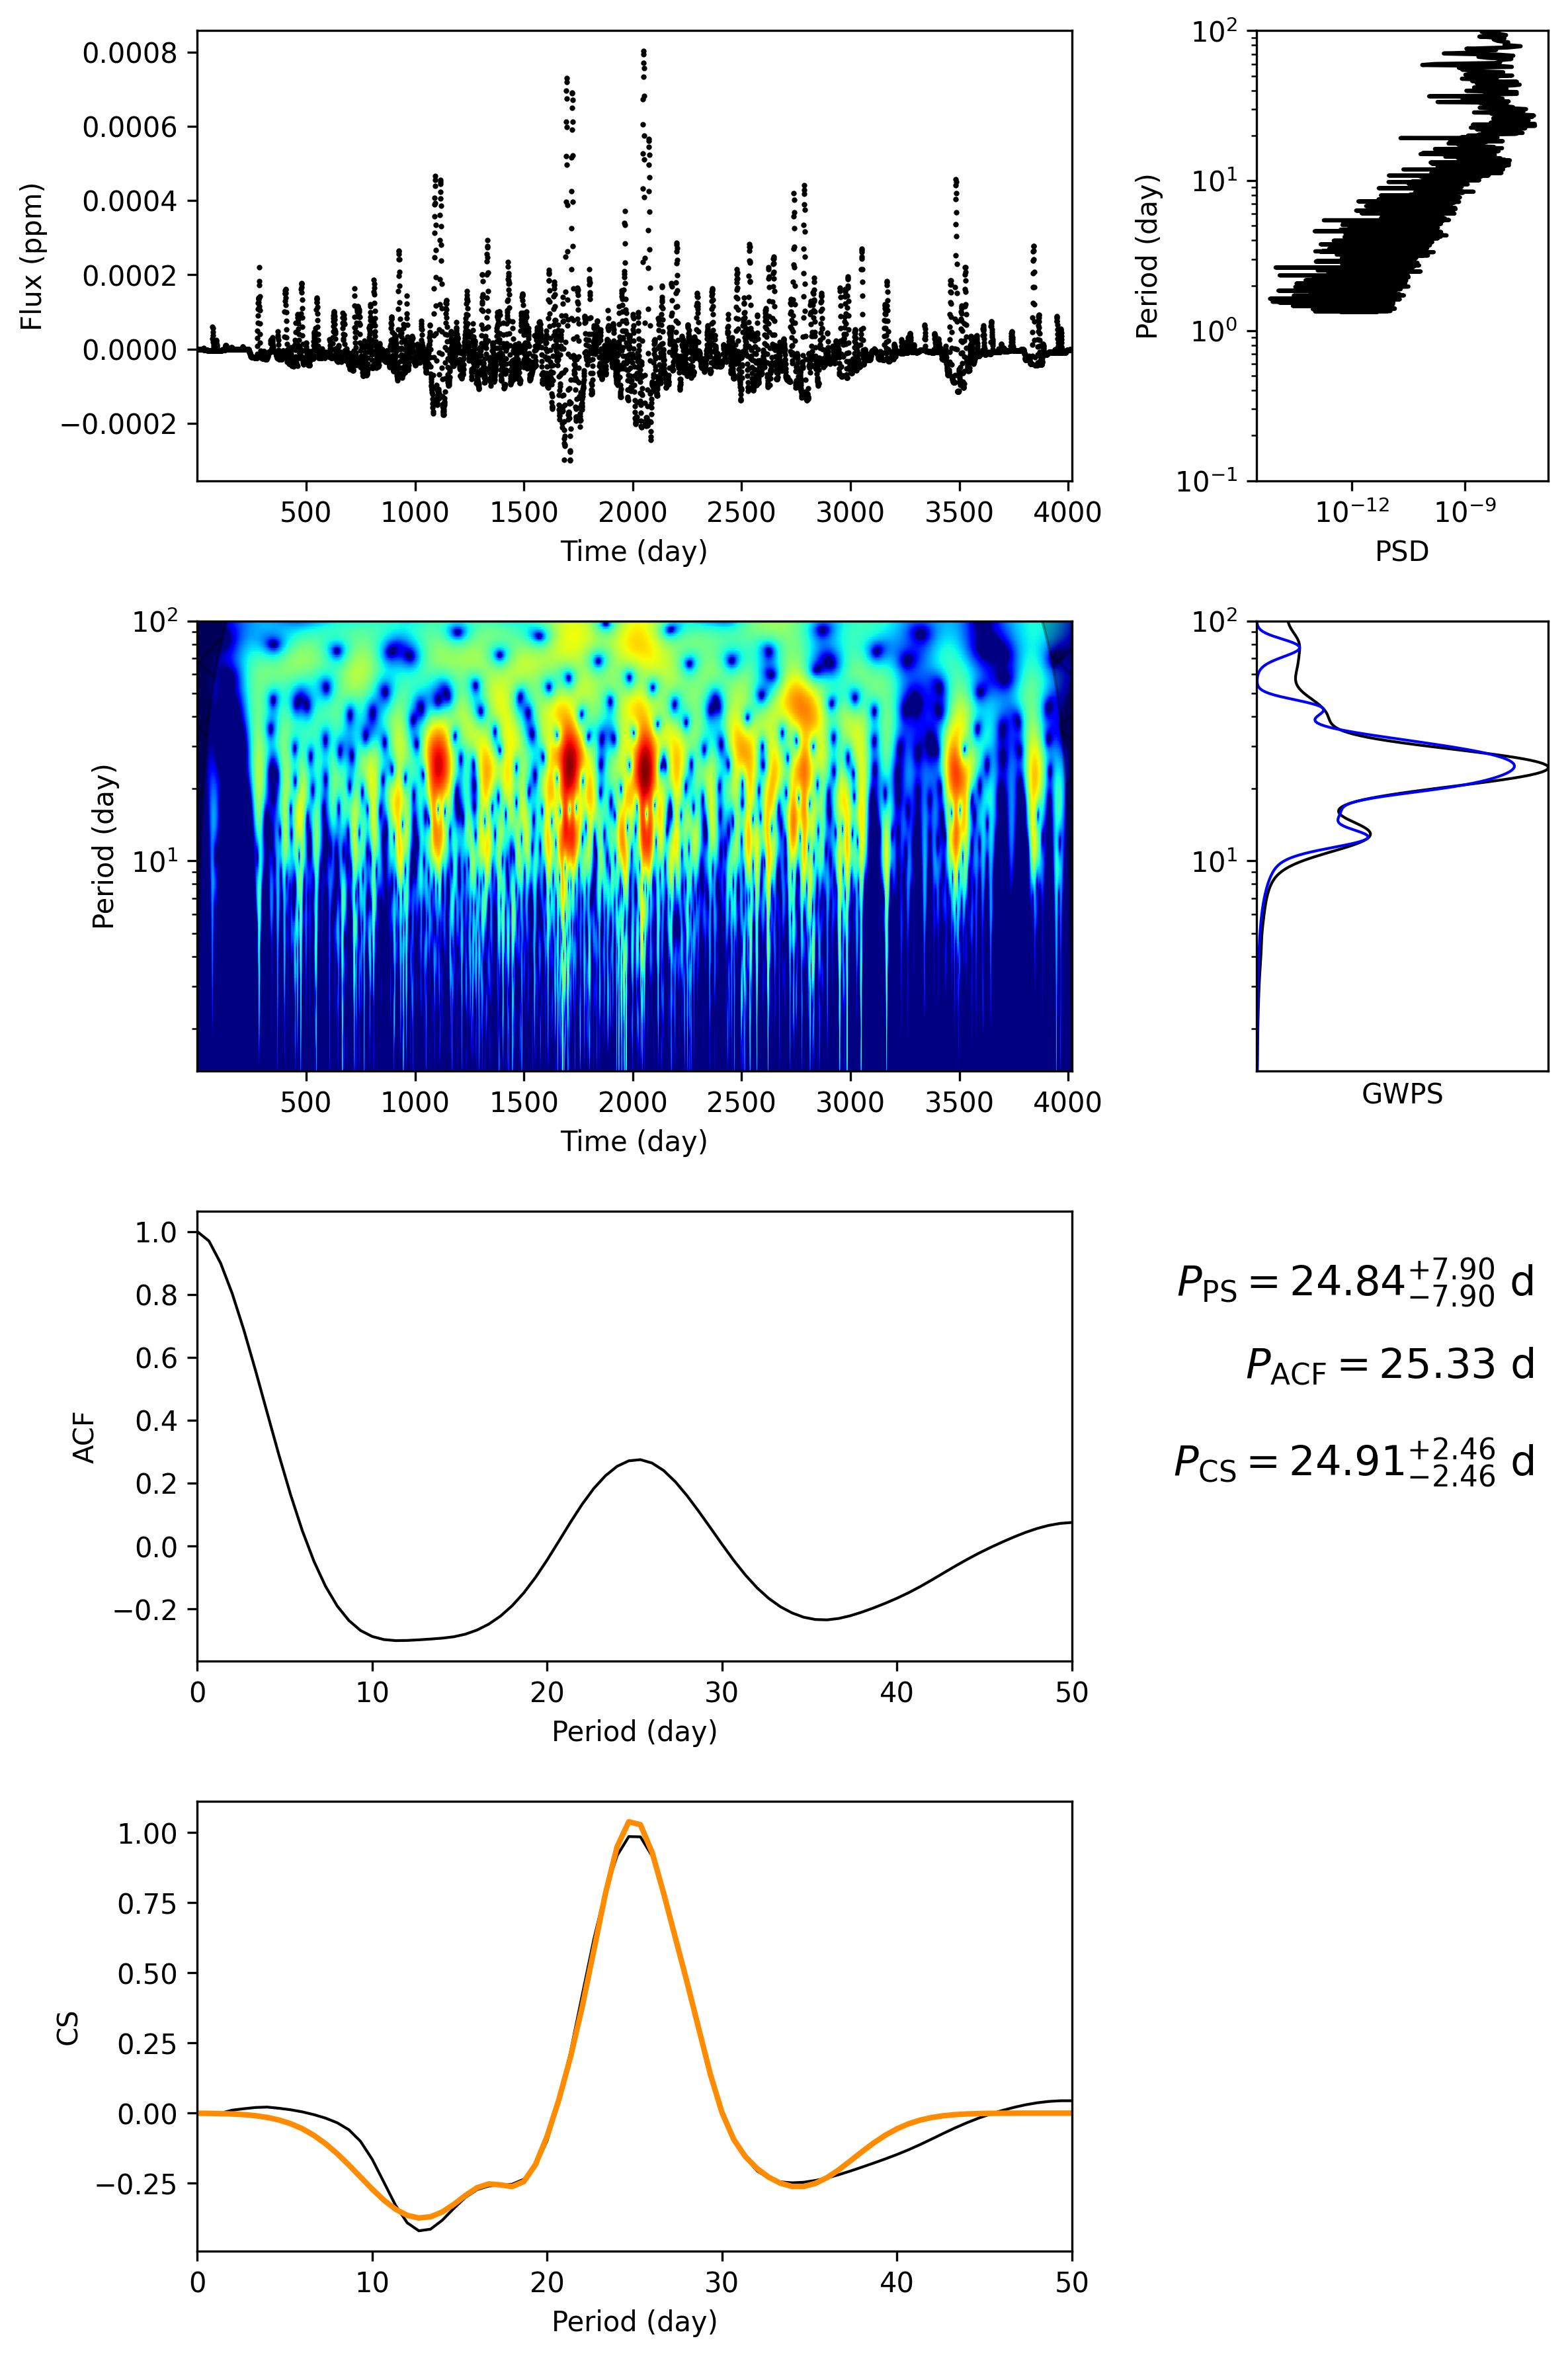 0.0008
0.0006
0.0004
0.0002
0.0000
−0.0002
Flux (ppm)
500 1000 1500 2000 2500 3000 3500 4000
Time (day)
10²
10¹
10⁰
10⁻¹
Period (day)
10⁻¹² 10⁻⁹
PSD
10²
10¹
Period (day)
500 1000 1500 2000 2500 3000 3500 4000
Time (day)
10²
10¹
GWPS
1.0
0.8
0.6
0.4
0.2
0.0
−0.2
ACF
0 10 20 30 40 50
Period (day)
P_PS = 24.84^{+7.90}_{−7.90} d
P_ACF = 25.33 d
P_CS = 24.91^{+2.46}_{−2.46} d
1.00
0.75
0.50
0.25
0.00
−0.25
CS
0 10 20 30 40 50
Period (day)